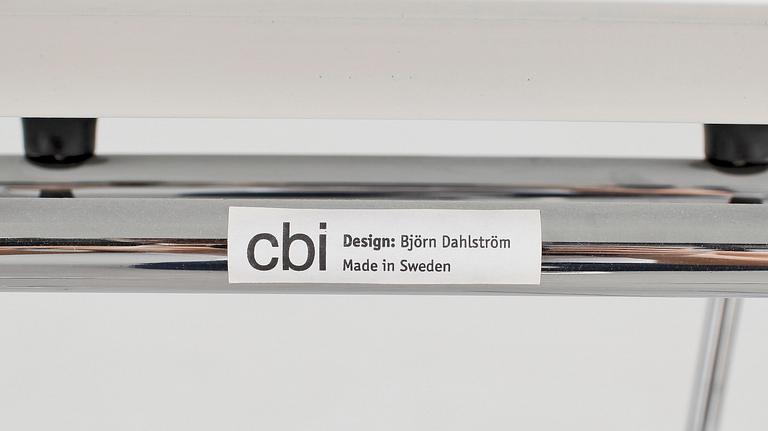 cbi
Design: Björn Dahlström
Made in Sweden